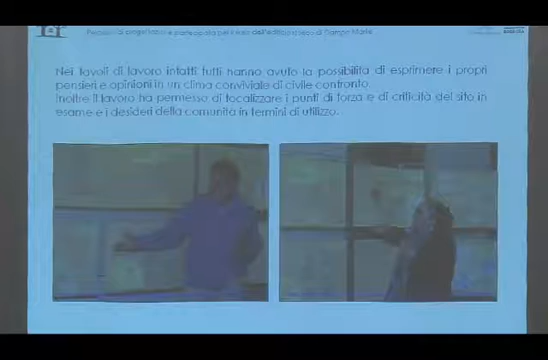 Nei tavoli di lavoro infatti tutti hanno avuto la possibilità di esprimere i propri
pensieri e opinioni in un clima conviviale di civile confronto.
Inoltre il lavoro ha permesso di focalizzare i punti di forza e di criticità del sito in
esame e i desideri della comunità in termini di utilizzo.